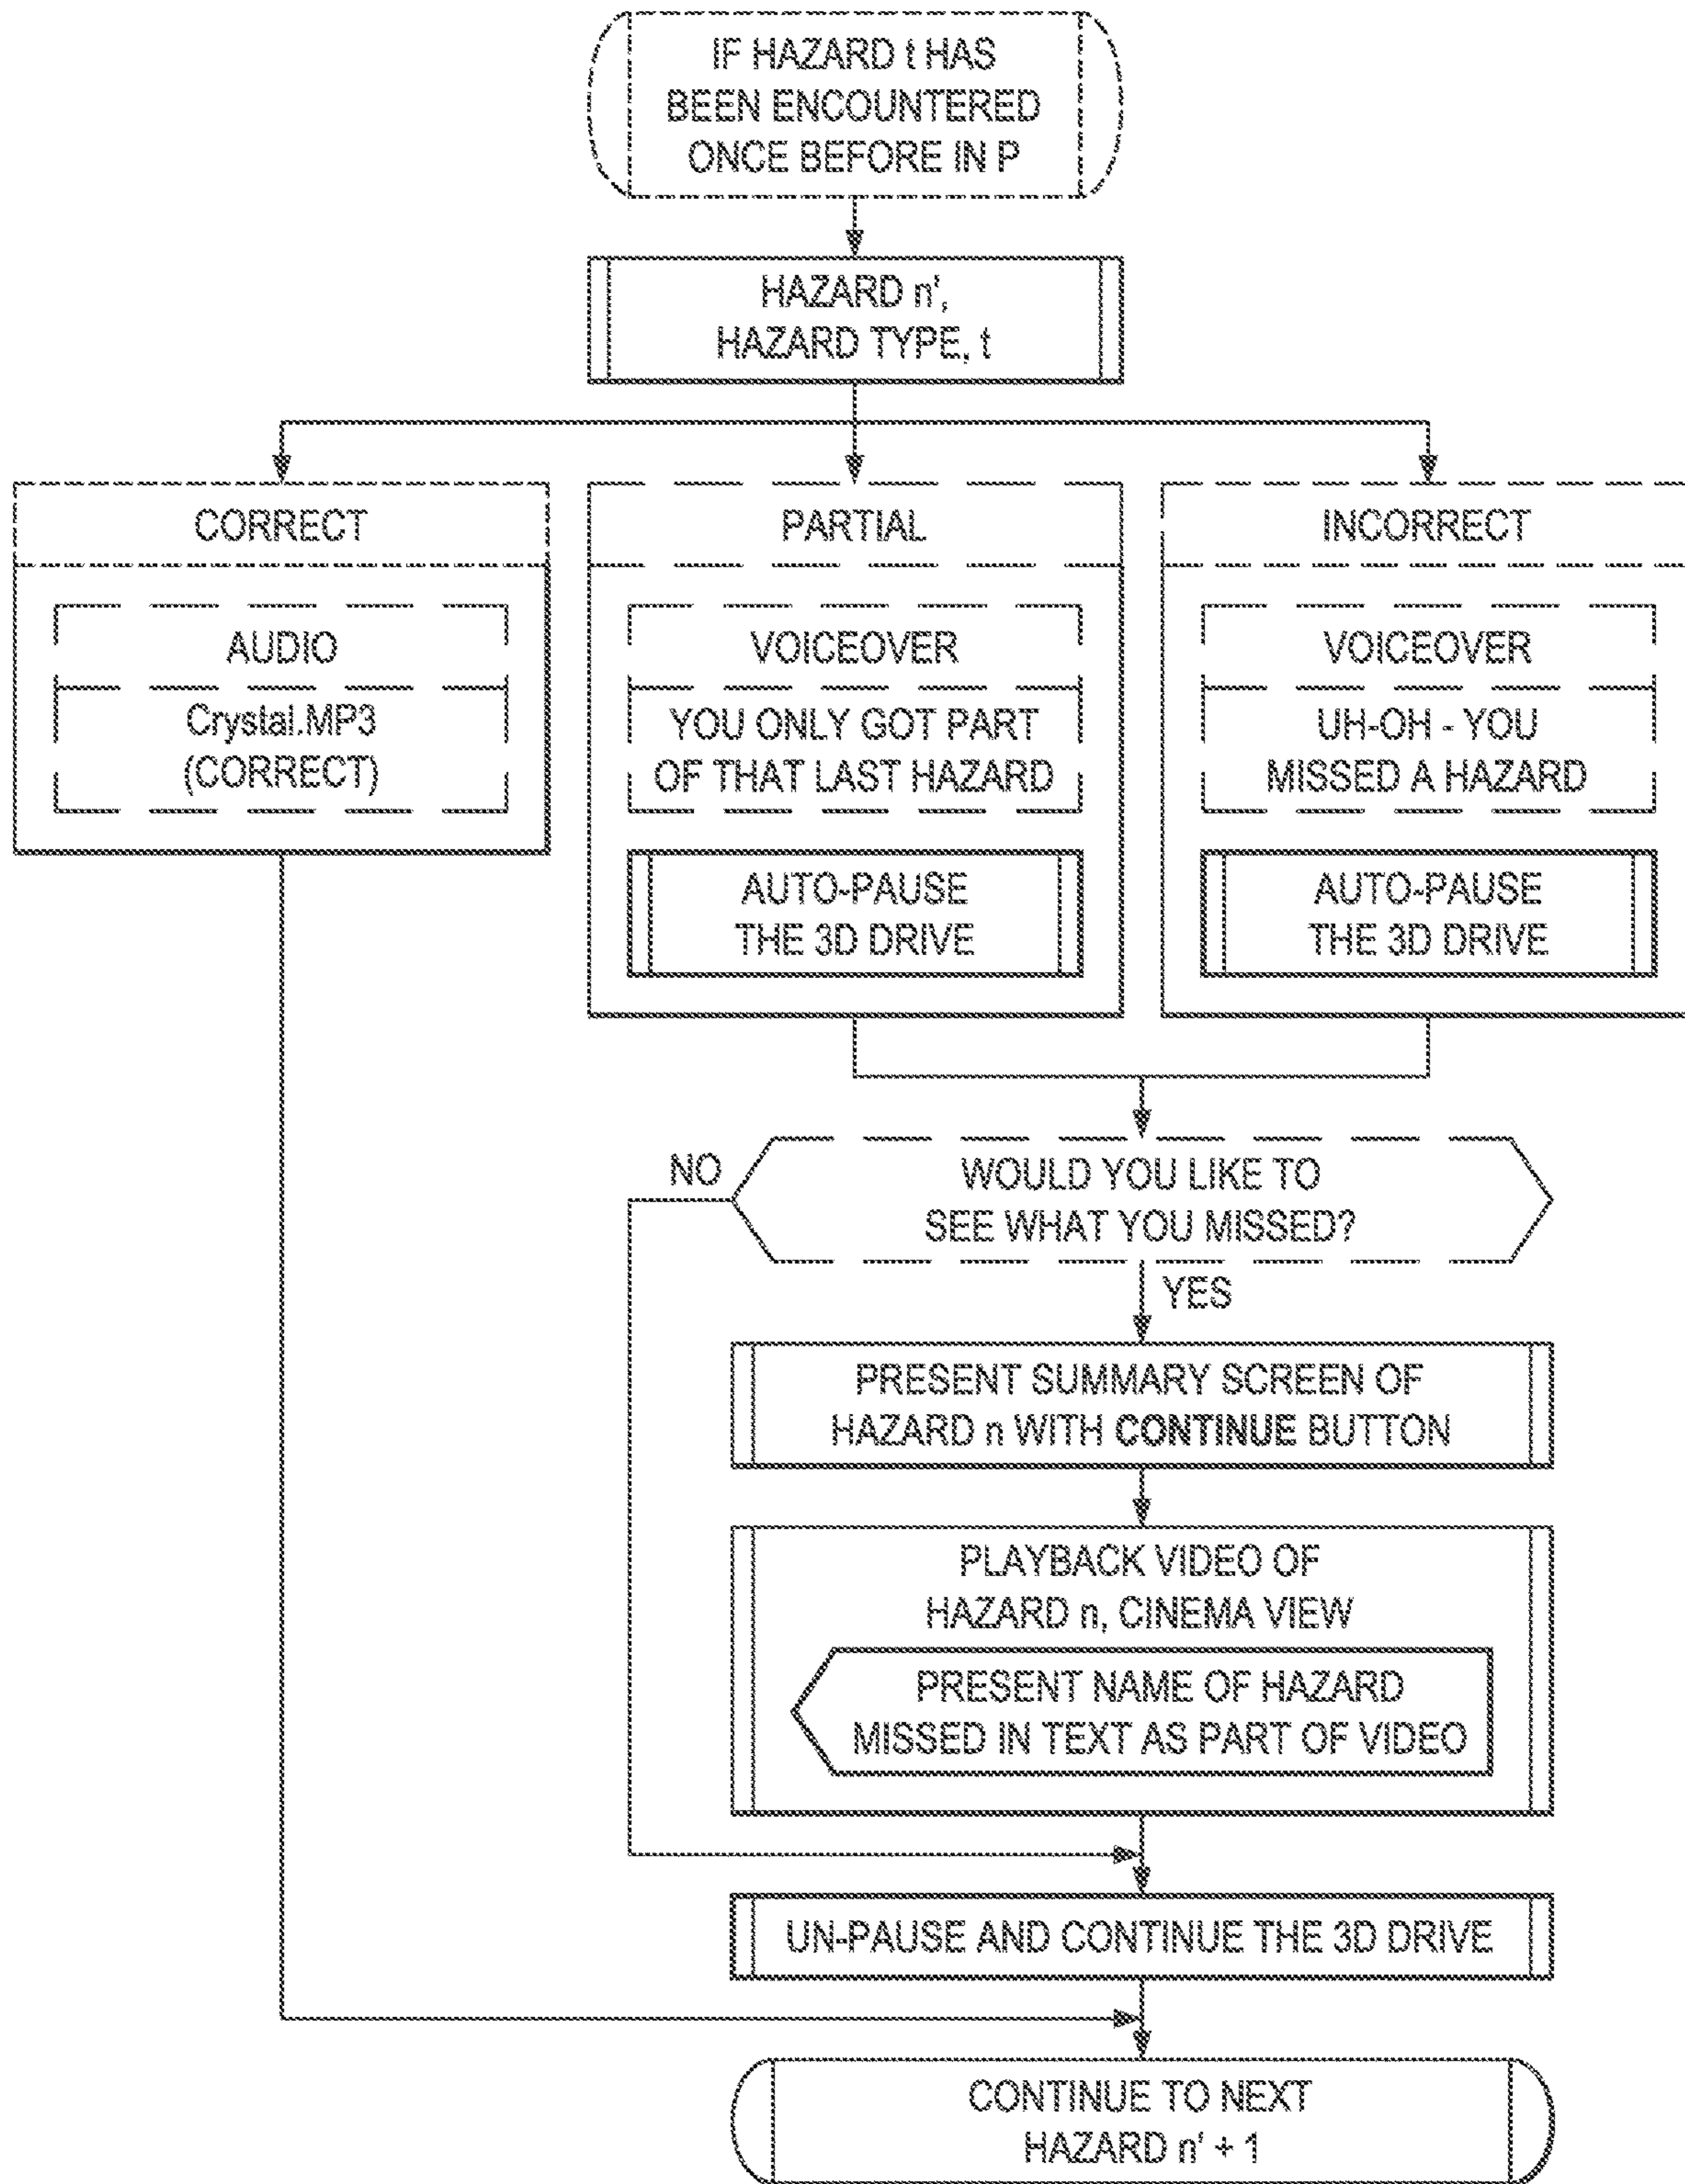 IF HAZARD t HAS
BEEN ENCOUNTERED
ONCE BEFORE IN P
HAZARD n',
HAZARD TYPE, t
CORRECT
AUDIO
Crystal.MP3
(CORRECT)
PARTIAL
VOICEOVER
YOU ONLY GOT PART
OF THAT LAST HAZARD
AUTO-PAUSE
THE 3D DRIVE
INCORRECT
VOICEOVER
UH-OH - YOU
MISSED A HAZARD
AUTO-PAUSE
THE 3D DRIVE
NO
WOULD YOU LIKE TO
SEE WHAT YOU MISSED?
YES
PRESENT SUMMARY SCREEN OF
HAZARD n WITH CONTINUE BUTTON
PLAYBACK VIDEO OF
HAZARD n, CINEMA VIEW
PRESENT NAME OF HAZARD
MISSED IN TEXT AS PART OF VIDEO
UN-PAUSE AND CONTINUE THE 3D DRIVE
CONTINUE TO NEXT
HAZARD n' + 1